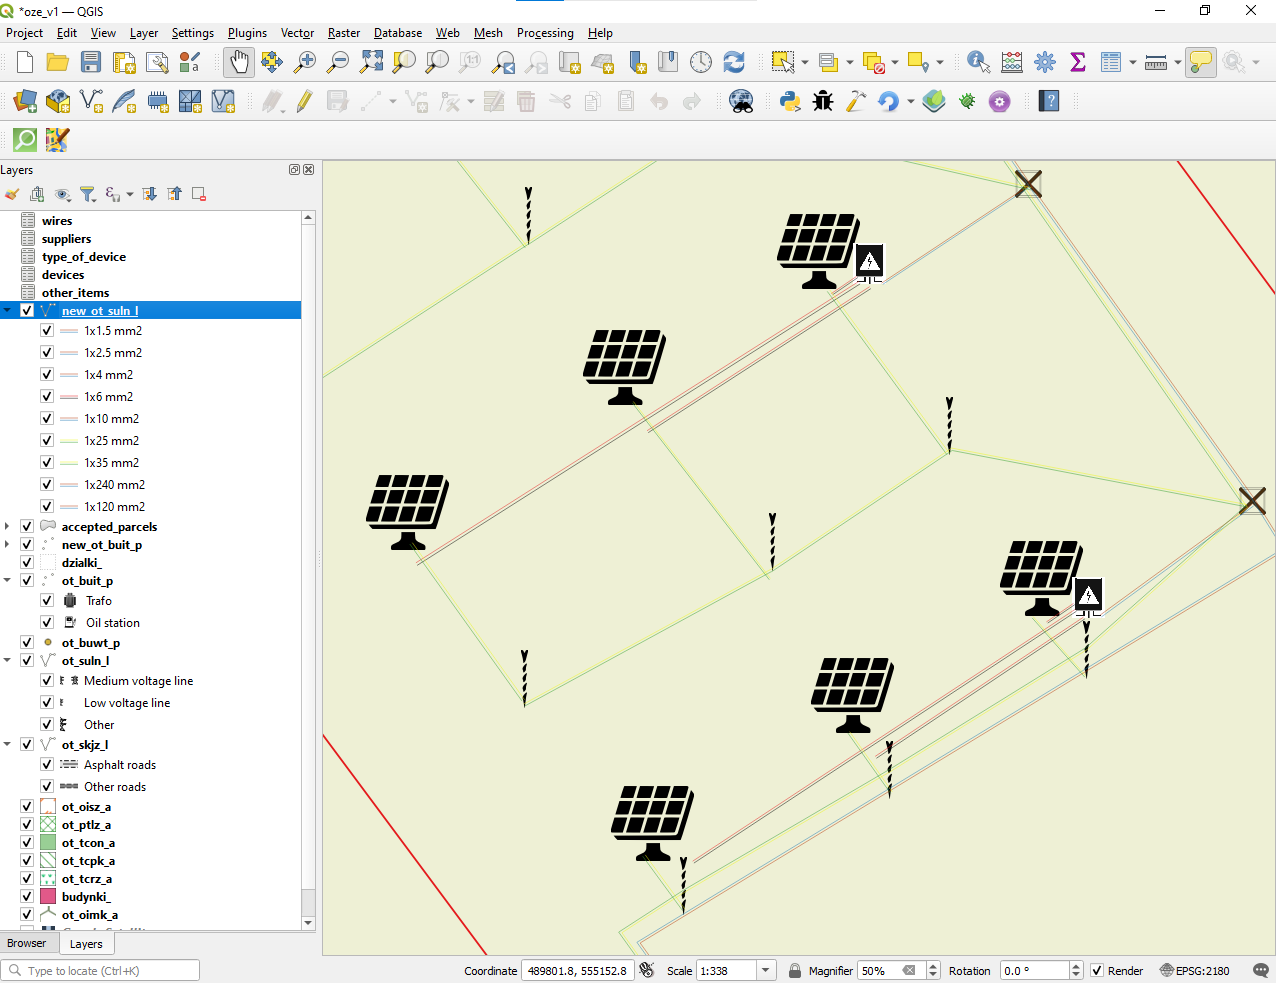 *oze_v1 — QGIS
Project Edit View Layer Settings Plugins Vector Raster Database Web Mesh Processing Help
Layers
wires
suppliers
type_of_device
devices
other_items
new_ot_suln_l
1x1.5 mm2
1x2.5 mm2
1x4 mm2
1x6 mm2
1x10 mm2
1x25 mm2
1x35 mm2
1x240 mm2
1x120 mm2
accepted_parcels
new_ot_buit_p
dzialki_
ot_buit_p
Trafo
Oil station
ot_buwt_p
ot_suln_l
Medium voltage line
Low voltage line
Other
ot_skjz_l
Asphalt roads
Other roads
ot_oisz_a
ot_ptlz_a
ot_tcon_a
ot_tcpk_a
ot_tcrz_a
budynki_
ot_oimk_a
Browser Layers
Type to locate (Ctrl+K) Coordinate 489801.8, 555152.8 Scale 1:338 Magnifier 50% Rotation 0.0 ° Render EPSG:2180